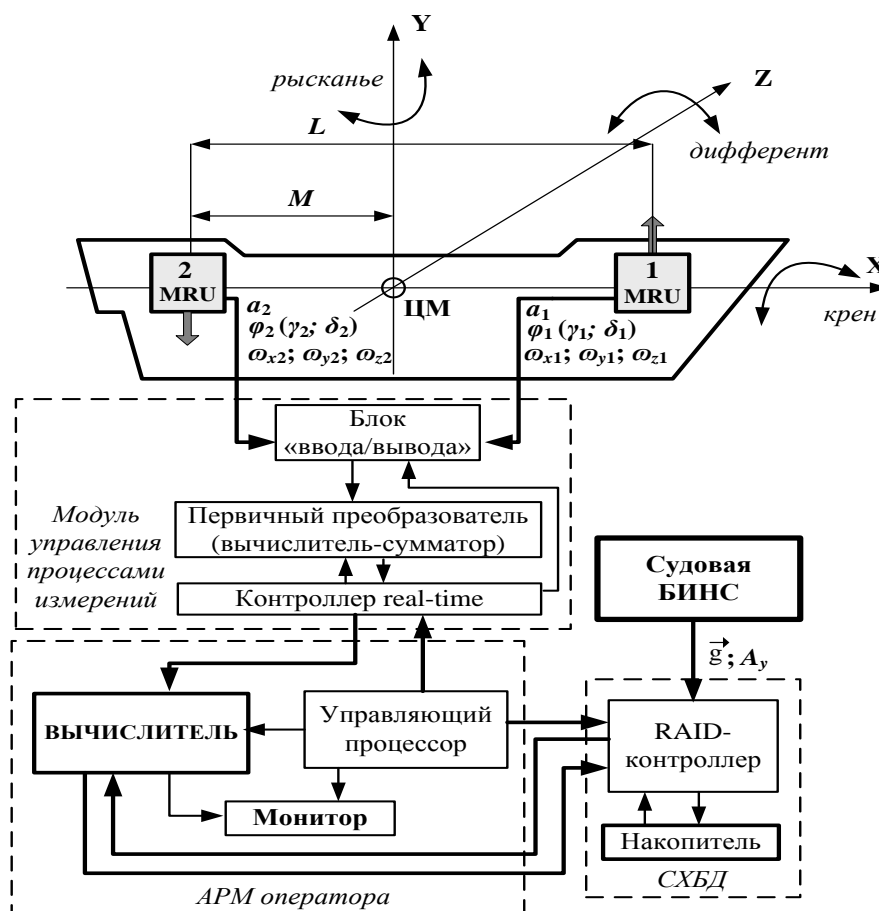 Y
рысканье
Z
L
дифферент
M
2
MRU
1
MRU
X
ЦМ
крен
a2
φ2 (γ2; δ2)
ωx2; ωy2; ωz2
a1
φ1 (γ1; δ1)
ωx1; ωy1; ωz1
Блок
«ввода/вывода»
Модуль
управления
процессами
измерений
Первичный преобразователь
(вычислитель-сумматор)
Контроллер real-time
Судовая
БИНС
g; Ay
ВЫЧИСЛИТЕЛЬ
Управляющий
процессор
RAID-
контроллер
Монитор
Накопитель
АРМ оператора
СХБД